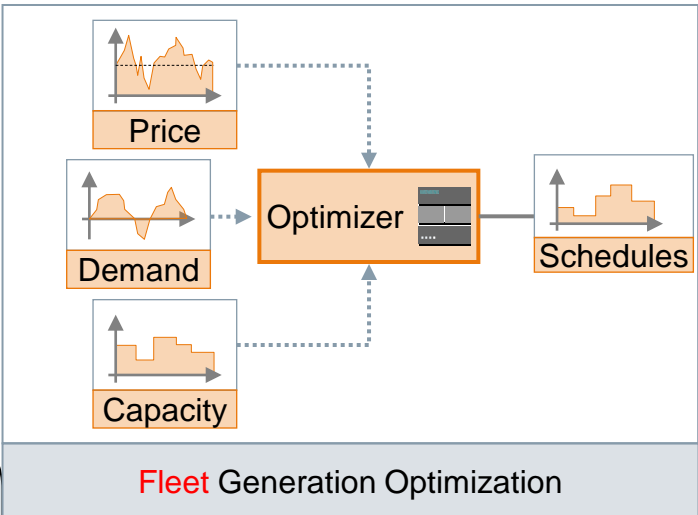 Price
Demand
Optimizer
Schedules
Capacity
Fleet Generation Optimization